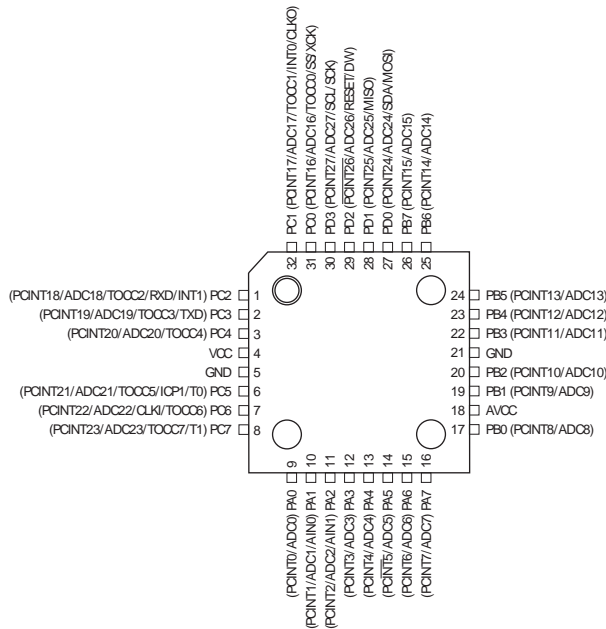 PC1 (PCINT17/ADC17/TOCC1/INT0/CLKO)
PC0 (PCINT16/ADC16/TOCC0/SS/XCK)
PD3 (PCINT27/ADC27/SCL/SCK)
PD2 (PCINT26/ADC26/RESET/DW)
PD1 (PCINT25/ADC25/MISO)
PD0 (PCINT24/ADC24/SDA/MOSI)
PB7 (PCINT15/ADC15)
PB6 (PCINT14/ADC14)
32 31 30 29 28 27 26 25
(PCINT18/ADC18/TOCC2/RXD/INT1) PC2 1
(PCINT19/ADC19/TOCC3/TXD) PC3 2
(PCINT20/ADC20/TOCC4) PC4 3
VCC 4
GND 5
(PCINT21/ADC21/TOCC5/ICP1/T0) PC5 6
(PCINT22/ADC22/CLKI/TOCC6) PC6 7
(PCINT23/ADC23/TOCC7/T1) PC7 8
24 PB5 (PCINT13/ADC13)
23 PB4 (PCINT12/ADC12)
22 PB3 (PCINT11/ADC11)
21 GND
20 PB2 (PCINT10/ADC10)
19 PB1 (PCINT9/ADC9)
18 AVCC
17 PB0 (PCINT8/ADC8)
9 10 11 12 13 14 15 16
(PCINT0/ADC0) PA0
(PCINT1/ADC1/AIN0) PA1
(PCINT2/ADC2/AIN1) PA2
(PCINT3/ADC3) PA3
(PCINT4/ADC4) PA4
(PCINT5/ADC5) PA5
(PCINT6/ADC6) PA6
(PCINT7/ADC7) PA7